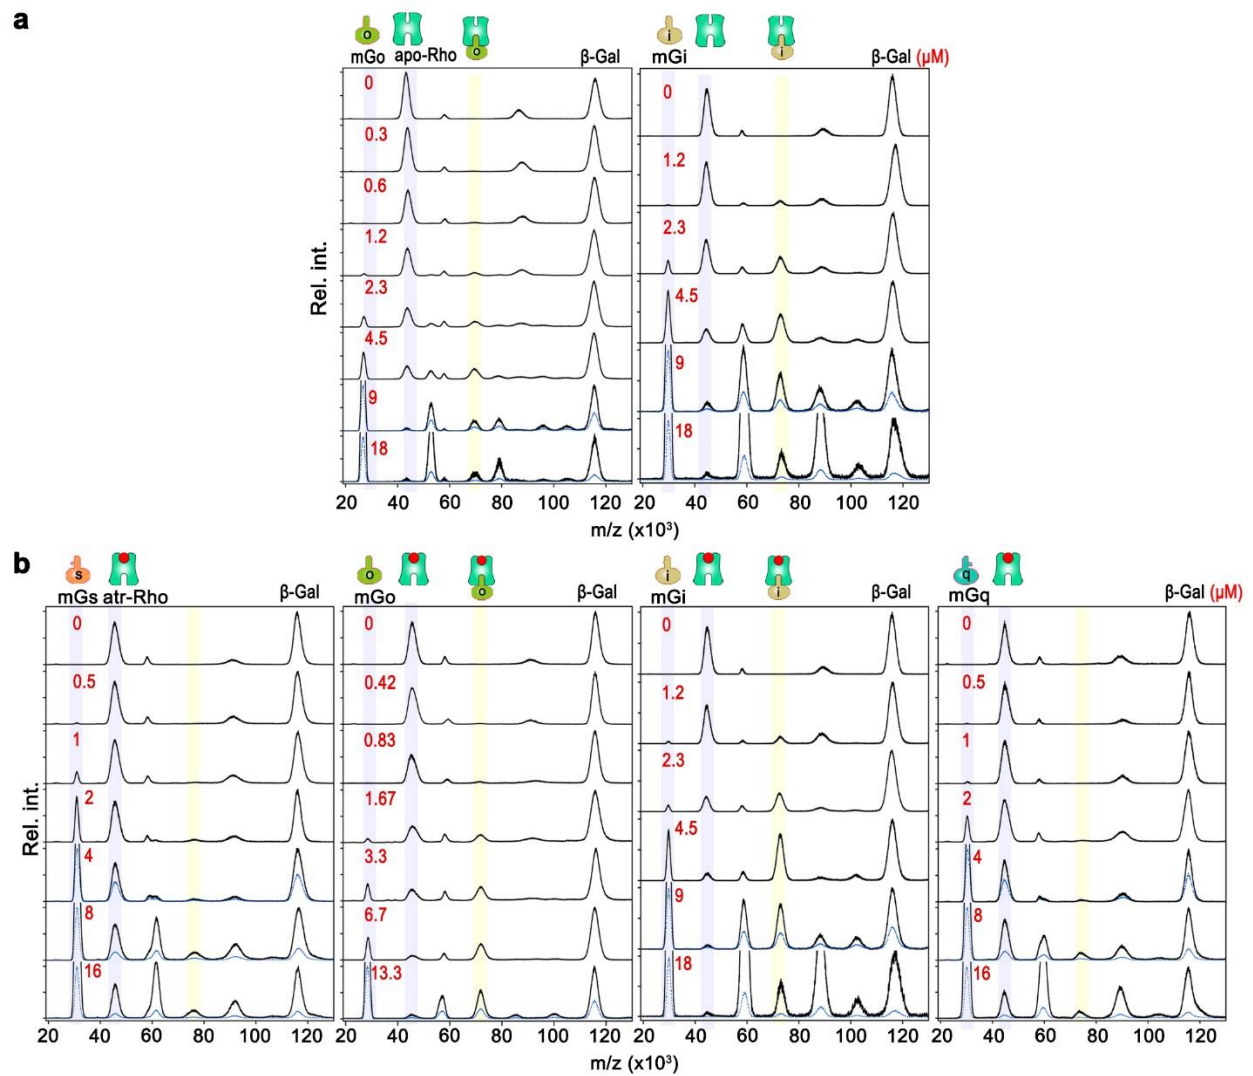 a
o
i
mGo apo-Rho β-Gal
mGi β-Gal (µM)
0
0.3
0.6
1.2
2.3
4.5
9
18
0
1.2
2.3
4.5
9
18
Rel. int.
20 40 60 80 100 120
20 40 60 80 100 120
m/z (x10³)
b
s
o
i
q
mGs atr-Rho β-Gal
mGo β-Gal
mGi β-Gal
mGq β-Gal (µM)
0
0.5
1
2
4
8
16
0
0.42
0.83
1.67
3.3
6.7
13.3
0
1.2
2.3
4.5
9
18
0
0.5
1
2
4
8
16
Rel. int.
20 40 60 80 100 120
20 40 60 80 100 120
20 40 60 80 100 120
20 40 60 80 100 120
m/z (x10³)
m/z (x10³)